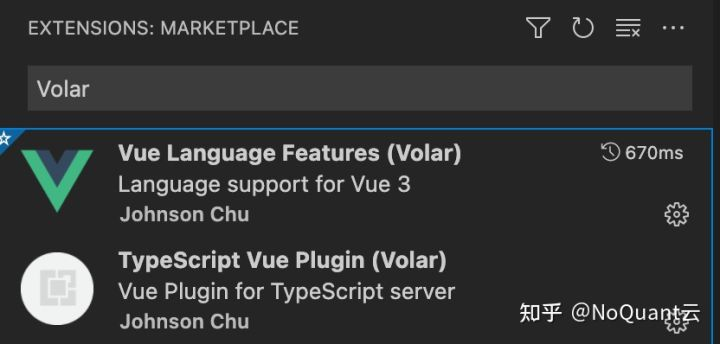 EXTENSIONS: MARKETPLACE
Volar
Vue Language Features (Volar)
670ms
Language support for Vue 3
Johnson Chu
TypeScript Vue Plugin (Volar)
Vue Plugin for TypeScript server
Johnson Chu
知乎 @NoQuant云